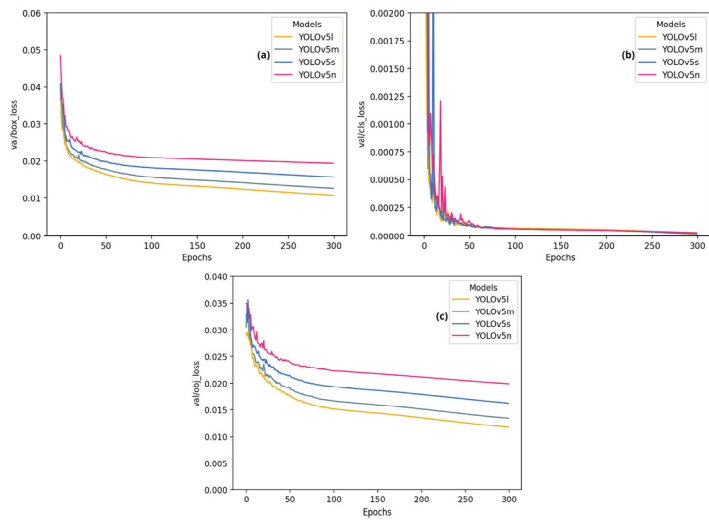 0.06
0.05
0.04
0.03
0.02
0.01
0.00
val/box_loss
0 50 100 150 200 250 300
Epochs
(a)
Models
YOLOv5l
YOLOv5m
YOLOv5s
YOLOv5n
0.00200
0.00175
0.00150
0.00125
0.00100
0.00075
0.00050
0.00025
0.00000
val/cls_loss
0 50 100 150 200 250 300
Epochs
(b)
Models
YOLOv5l
YOLOv5m
YOLOv5s
YOLOv5n
0.040
0.035
0.030
0.025
0.020
0.015
0.010
0.005
0.000
val/obj_loss
0 50 100 150 200 250 300
Epochs
(c)
Models
YOLOv5l
YOLOv5m
YOLOv5s
YOLOv5n